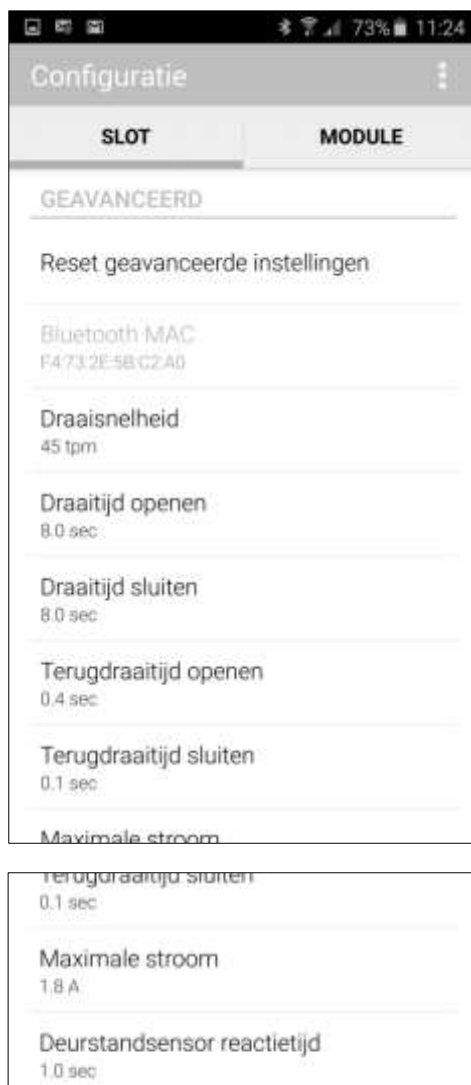 73% 11:24
Configuratie
SLOT MODULE
GEAVANCEERD
Reset geavanceerde instellingen
Bluetooth MAC
F4:73:2E:5B:C2:A0
Draaisnelheid
45 tpm
Draaitijd openen
8.0 sec
Draaitijd sluiten
8.0 sec
Terugdraaitijd openen
0.4 sec
Terugdraaitijd sluiten
0.1 sec
Maximale stroom
Terugdraaitijd sluiten
0.1 sec
Maximale stroom
1.8 A
Deurstandsensor reactietijd
1.0 sec